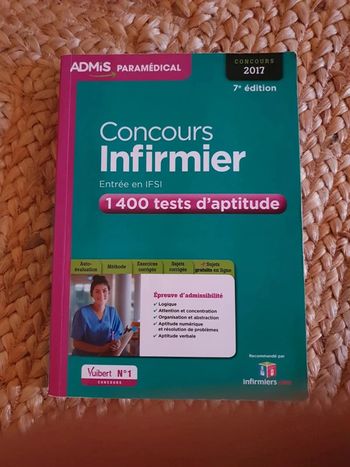 ADMIS PARAMÉDICAL
CONCOURS
2017
7e édition
Concours
Infirmier
Entrée en IFSI
1 400 tests d'aptitude
Auto-
évaluation
Méthode
Exercices
corrigés
Sujets
corrigés
+ Sujets
gratuits en ligne
Épreuve d'admissibilité
✓ Logique
✓ Attention et concentration
✓ Organisation et abstraction
✓ Aptitude numérique
et résolution de problèmes
✓ Aptitude verbale
Vuibert N°1
CONCOURS
Recommandé par
infirmiers.com